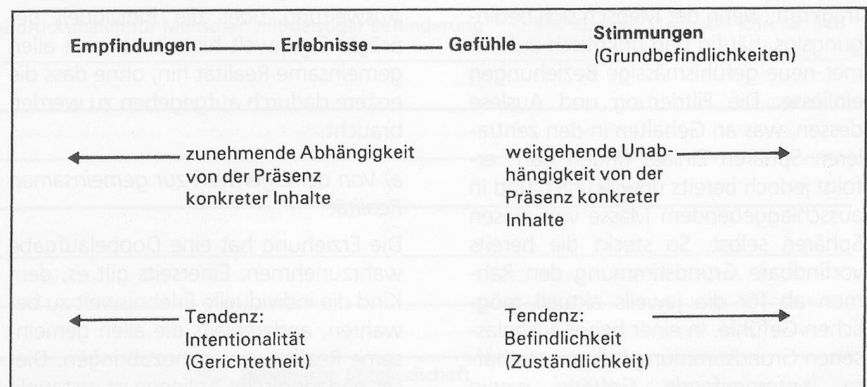 Empfindungen — Erlebnisse — Gefühle — Stimmungen
(Grundbefindlichkeiten)
zunehmende Abhängigkeit
von der Präsenz
konkreter Inhalte
weitgehende Unab-
hängigkeit von der
Präsenz konkreter
Inhalte
Tendenz:
Intentionalität
(Gerichtetheit)
Tendenz:
Befindlichkeit
(Zuständlichkeit)